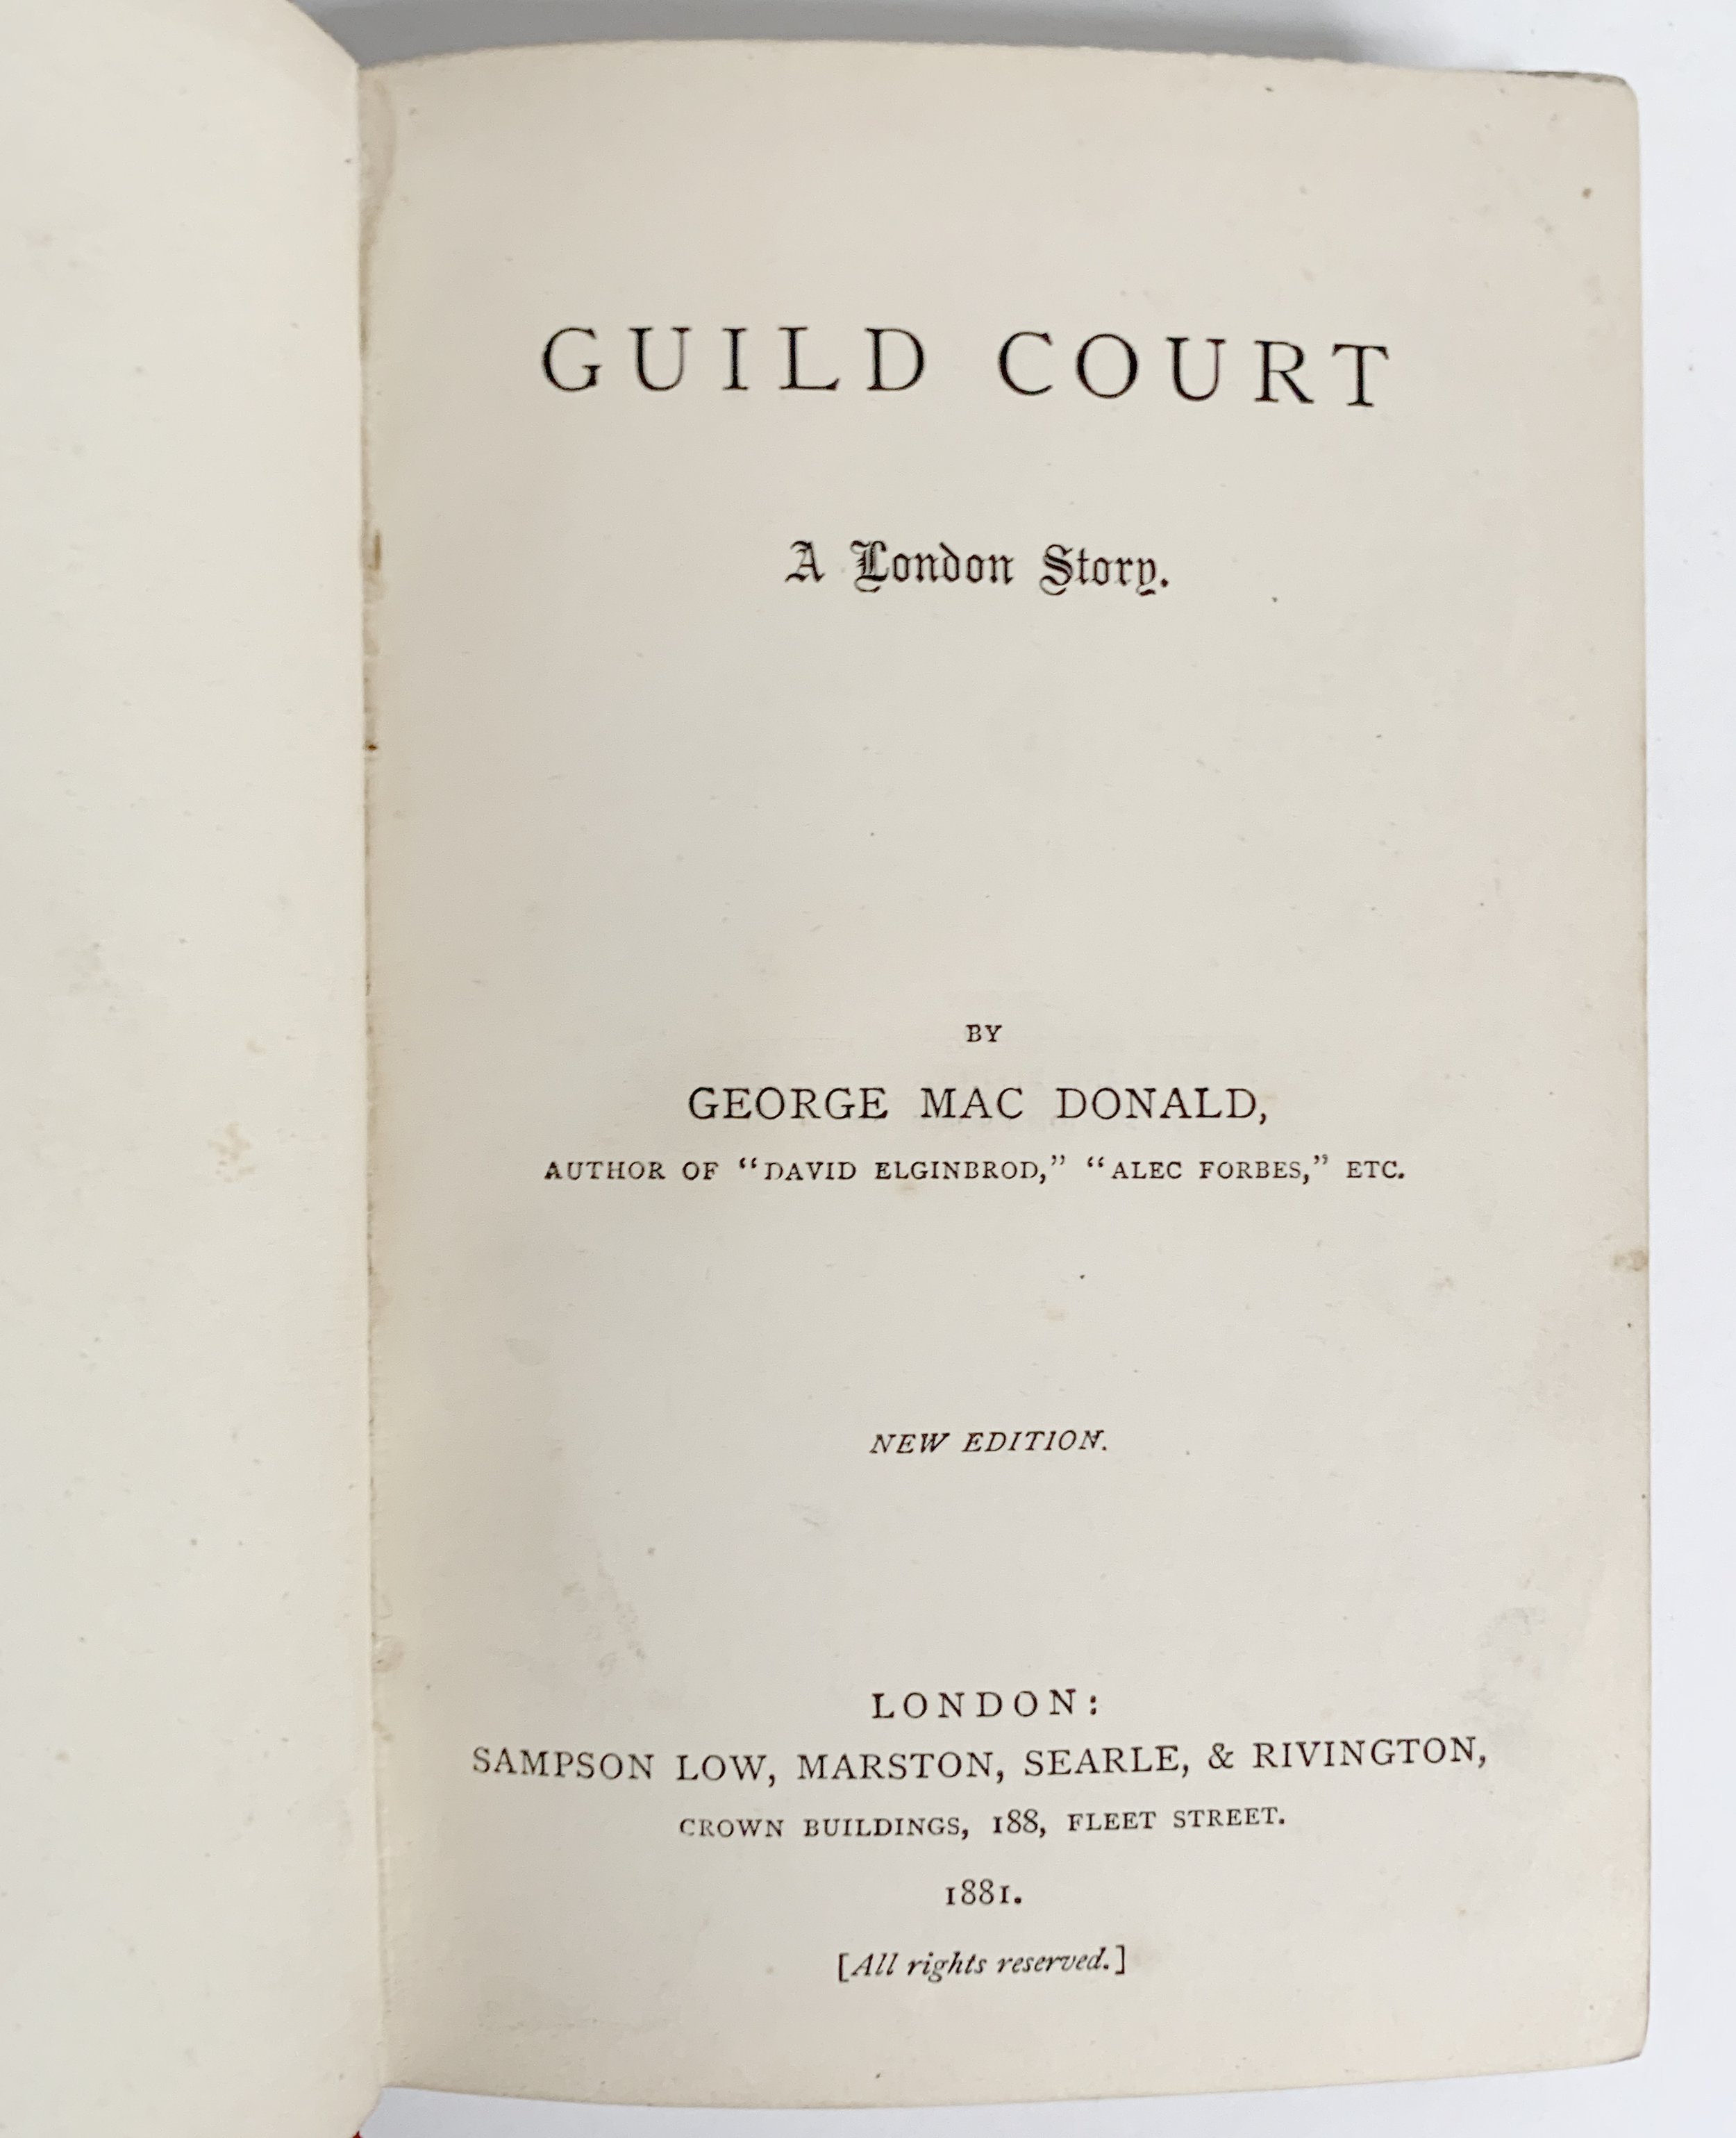 GUILD COURT
A London Story.
BY
GEORGE MAC DONALD,
AUTHOR OF “DAVID ELGINBROD,” “ALEC FORBES,” ETC.
NEW EDITION.
LONDON:
SAMPSON LOW, MARSTON, SEARLE, & RIVINGTON,
CROWN BUILDINGS, 188, FLEET STREET.
1881.
[All rights reserved.]